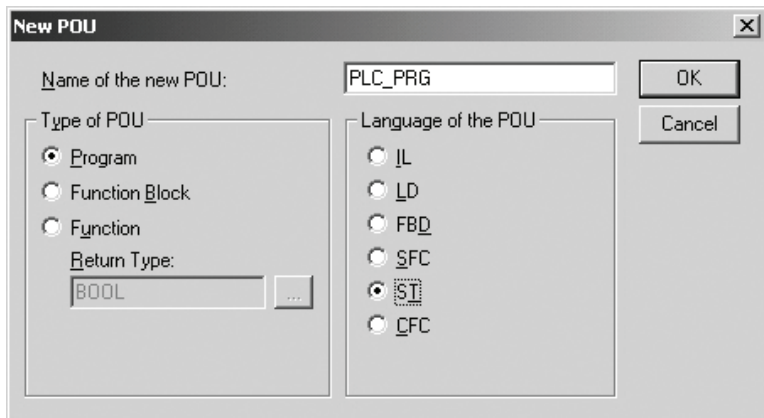 New POU
Name of the new POU:
PLC_PRG
OK
Cancel
Type of POU
Program
Function Block
Function
Return Type:
BOOL
...
Language of the POU
IL
LD
FBD
SFC
ST
CFC